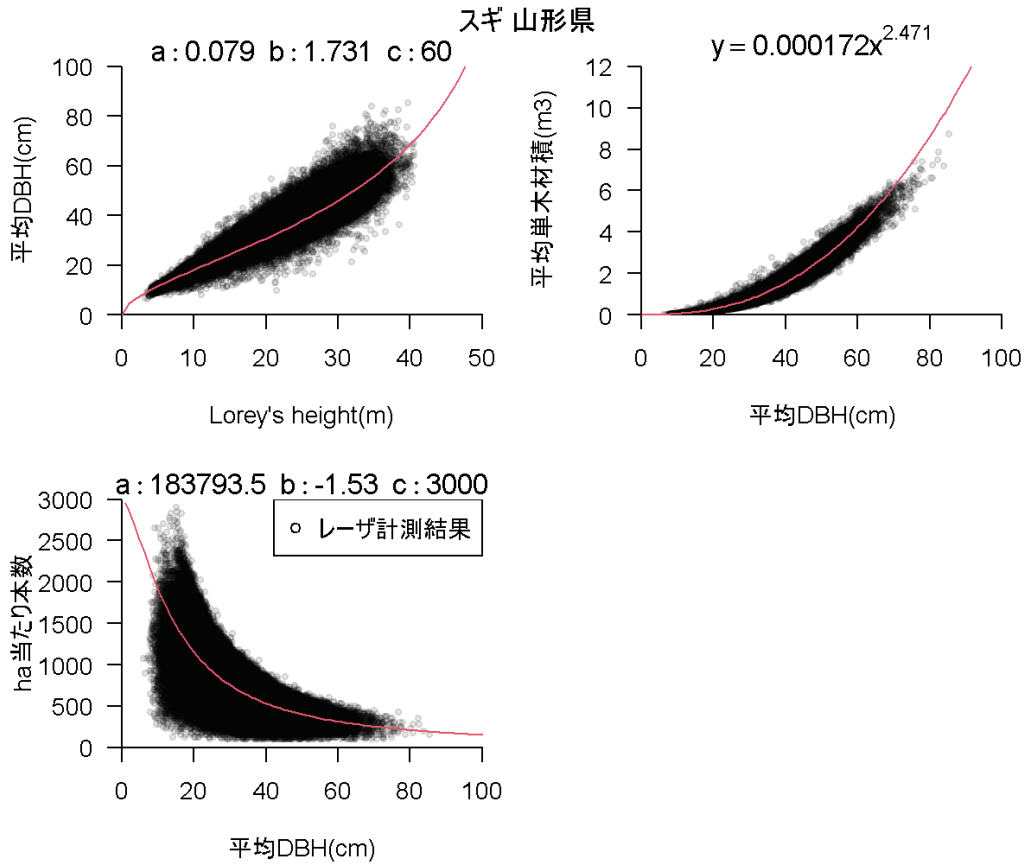 スギ 山形県
a : 0.079 b : 1.731 c : 60
平均DBH(cm)
100
80
60
40
20
0
0 10 20 30 40 50
Lorey's height(m)
y = 0.000172x^2.471
平均単木材積(m3)
12
10
8
6
4
2
0
0 20 40 60 80 100
平均DBH(cm)
a : 183793.5 b : -1.53 c : 3000
ha当たり本数
3000
2500
2000
1500
1000
500
0
レーザ計測結果
0 20 40 60 80 100
平均DBH(cm)